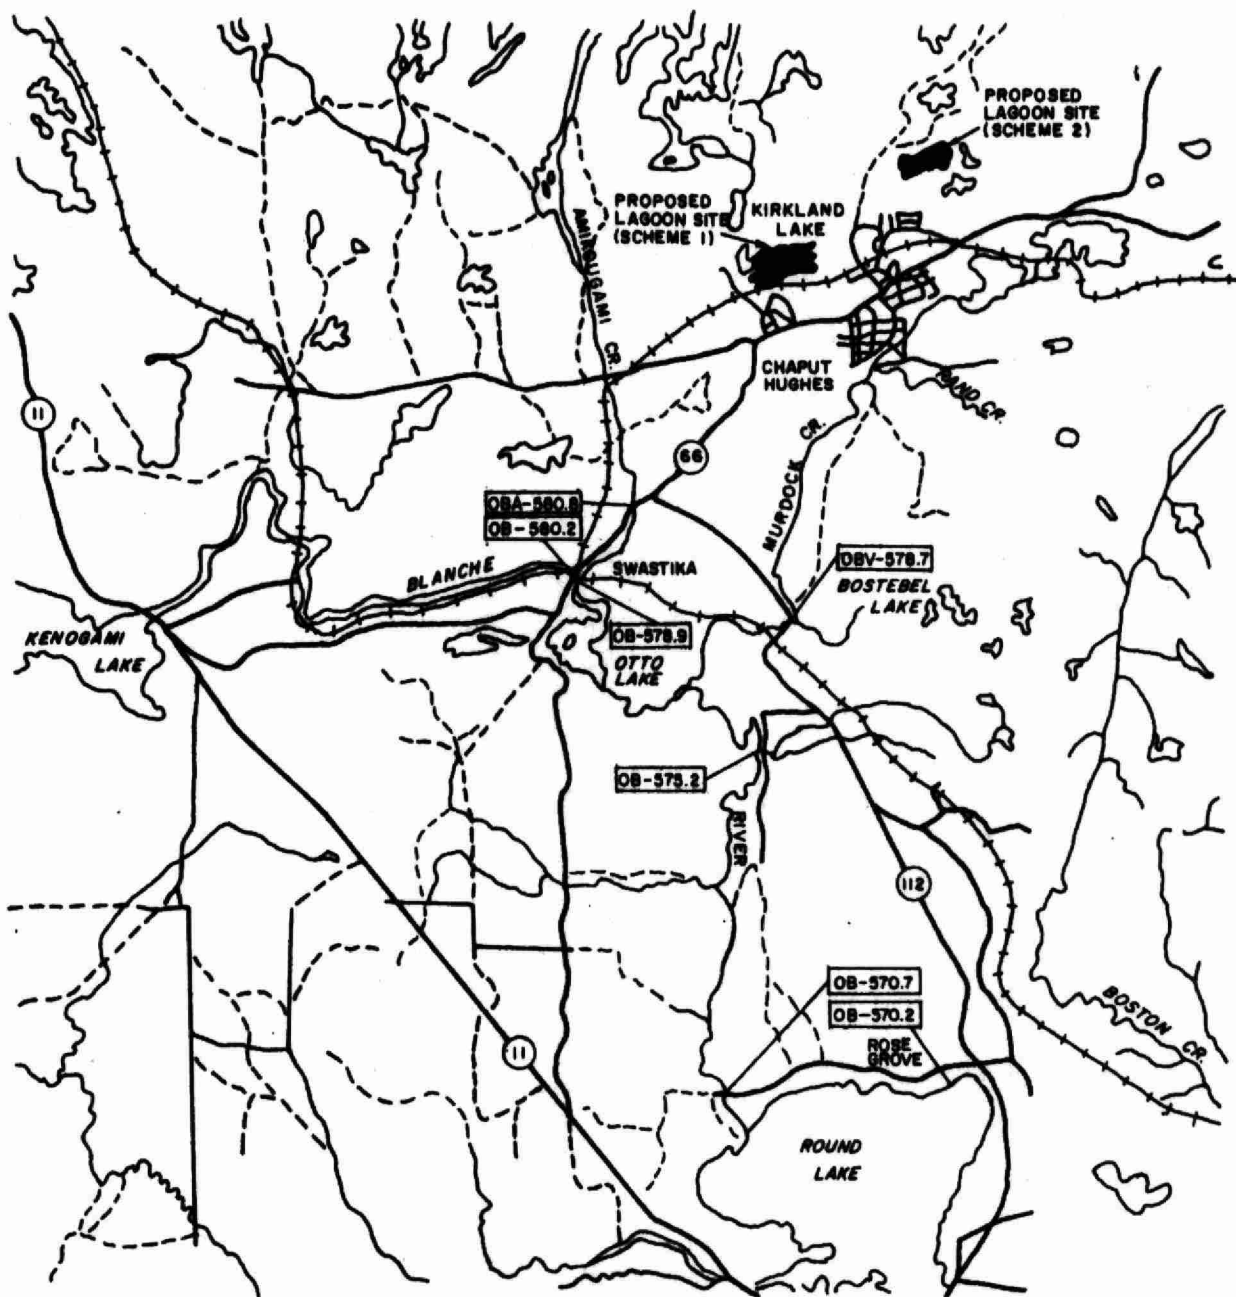 PROPOSED
LAGOON SITE
(SCHEME 2)
PROPOSED
LAGOON SITE
(SCHEME 1)
KIRKLAND
LAKE
AMIKOUGAMI
CR.
CHAPUT
HUGHES
11
66
MURDOCK CR.
OBA-580.8
OB-580.2
BLANCHE
SWASTIKA
OBV-578.7
BOSTEBEL
LAKE
KENOGAMI
LAKE
OB-578.9
OTTO
LAKE
OB-575.2
RIVER
112
OB-570.7
OB-570.2
ROSE
GROVE
BOSTON CR.
11
ROUND
LAKE